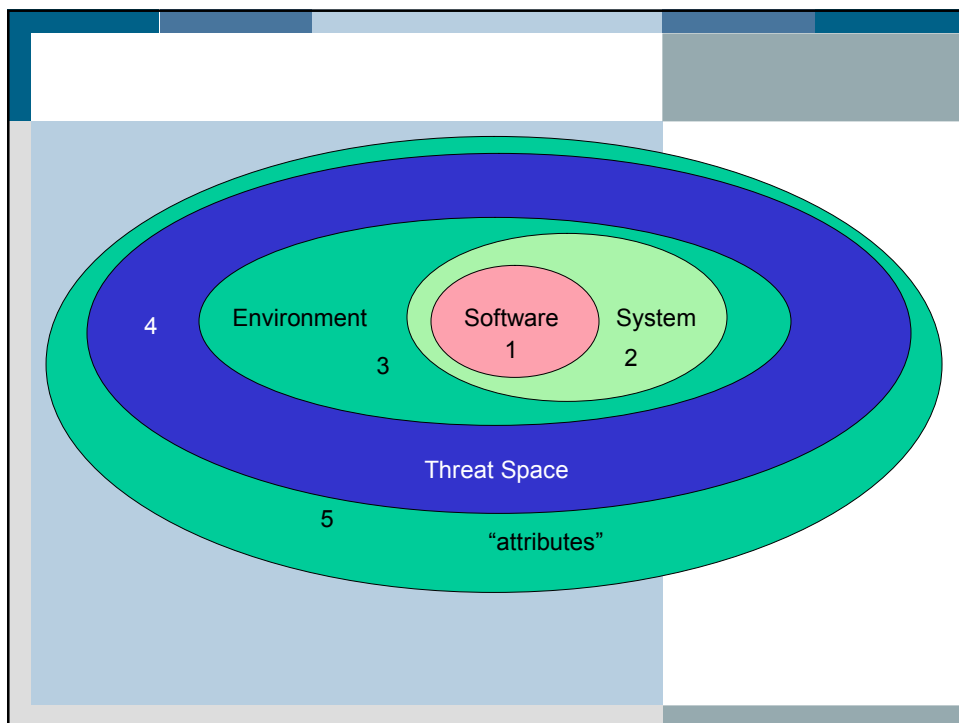 Environment
Software
System
4
1
2
3
Threat Space
5
“attributes”